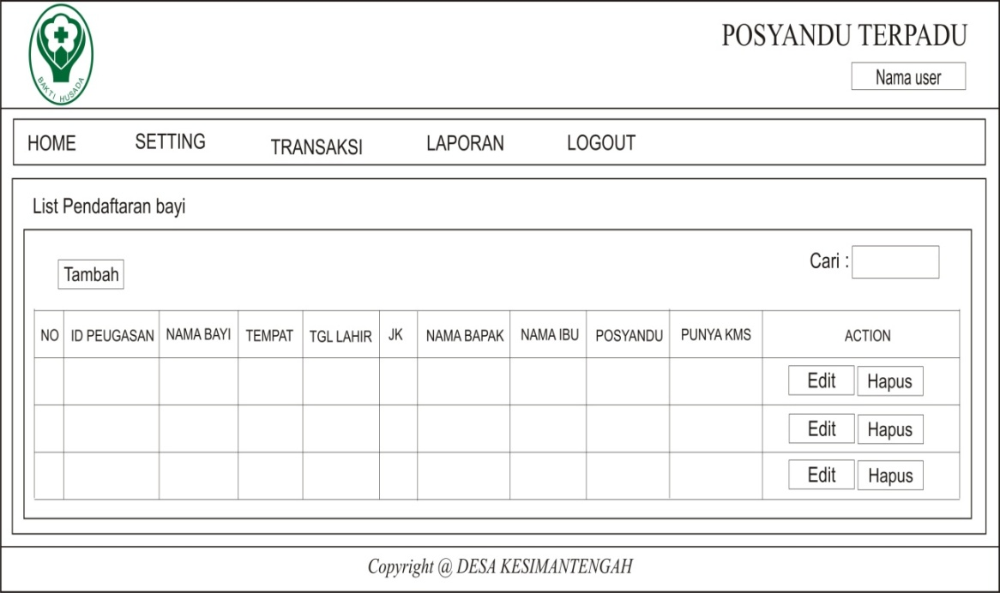 BAKTI HUSADA
POSYANDU TERPADU
Nama user
HOME SETTING TRANSAKSI LAPORAN LOGOUT
List Pendaftaran bayi
Cari :
Tambah
NO ID PEUGASAN NAMA BAYI TEMPAT TGL LAHIR JK NAMA BAPAK NAMA IBU POSYANDU PUNYA KMS ACTION
Edit Hapus
Edit Hapus
Edit Hapus
Copyright @ DESA KESIMANTENGAH